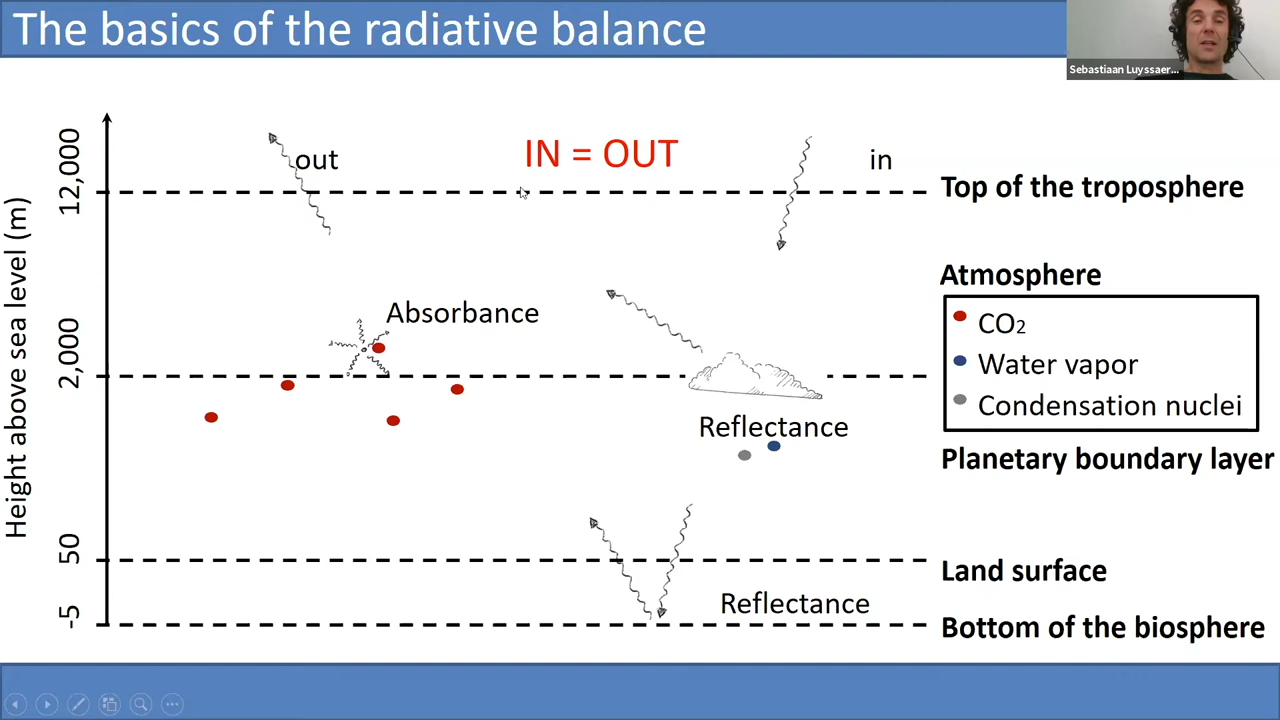 The basics of the radiative balance
Sebastiaan Luyssaer...
out
IN = OUT
in
12,000
Top of the troposphere
Height above sea level (m)
Atmosphere
Absorbance
CO2
2,000
Water vapor
Condensation nuclei
Reflectance
Planetary boundary layer
50
Land surface
Reflectance
-5
Bottom of the biosphere